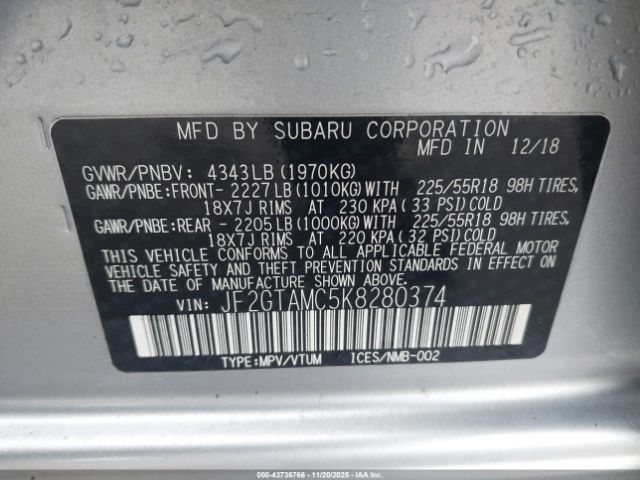 MFD BY SUBARU CORPORATION
MFD IN 12/18
GVWR/PNBV: 4343LB (1970KG)
GAWR/PNBE:FRONT- 2227LB (1010KG) WITH 225/55R18 98H TIRES,
18X7J RIMS AT 230 KPA (33 PSI) COLD
GAWR/PNBE:REAR - 2205LB (1000KG) WITH 225/55R18 98H TIRES,
18X7J RIMS AT 220 KPA (32 PSI) COLD
THIS VEHICLE CONFORMS TO ALL APPLICABLE FEDERAL MOTOR
VEHICLE SAFETY AND THEFT PREVENTION STANDARDS IN EFFECT ON
THE DATE OF MANUFACTURE SHOWN ABOVE.
VIN: JF2GTAMC5K8280374
TYPE:MPV/VTUM ICES/NMB-002
000-43736766 - 11/20/2025 - IAAI.COM